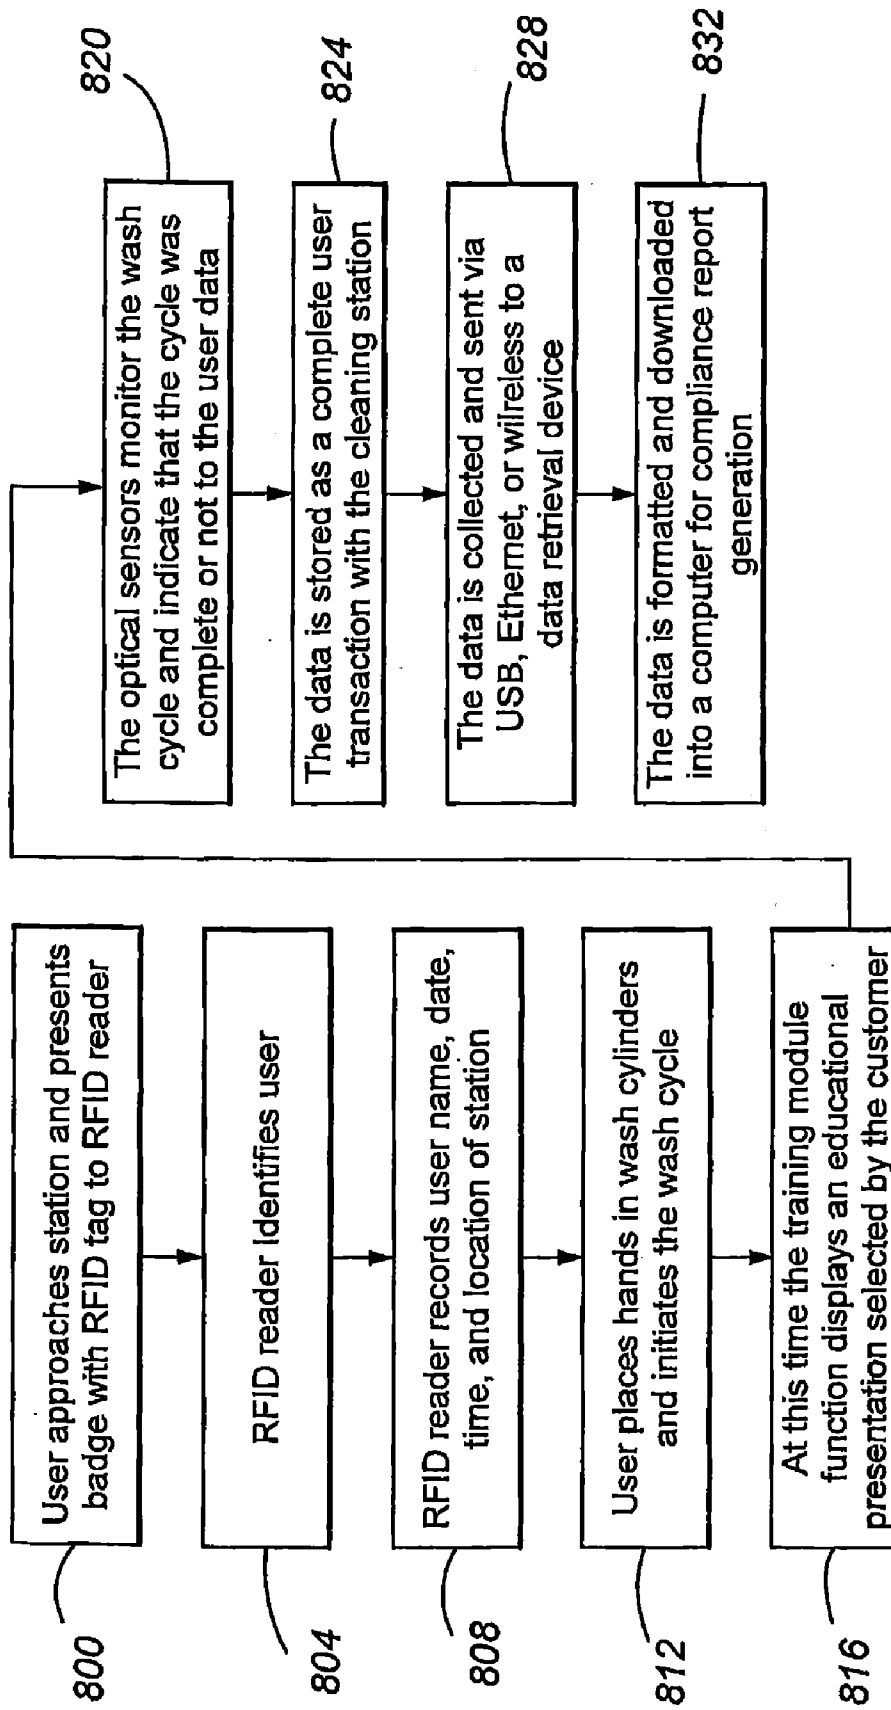 800
User approaches station and presents
badge with RFID tag to RFID reader
804
RFID reader identifies user
808
RFID reader records user name, date,
time, and location of station
812
User places hands in wash cylinders
and initiates the wash cycle
816
At this time the training module
function displays an educational
presentation selected by the customer
820
The optical sensors monitor the wash
cycle and indicate that the cycle was
complete or not to the user data
824
The data is stored as a complete user
transaction with the cleaning station
828
The data is collected and sent via
USB, Ethernet, or wilreless to a
data retrieval device
832
The data is formatted and downloaded
into a computer for compliance report
generation